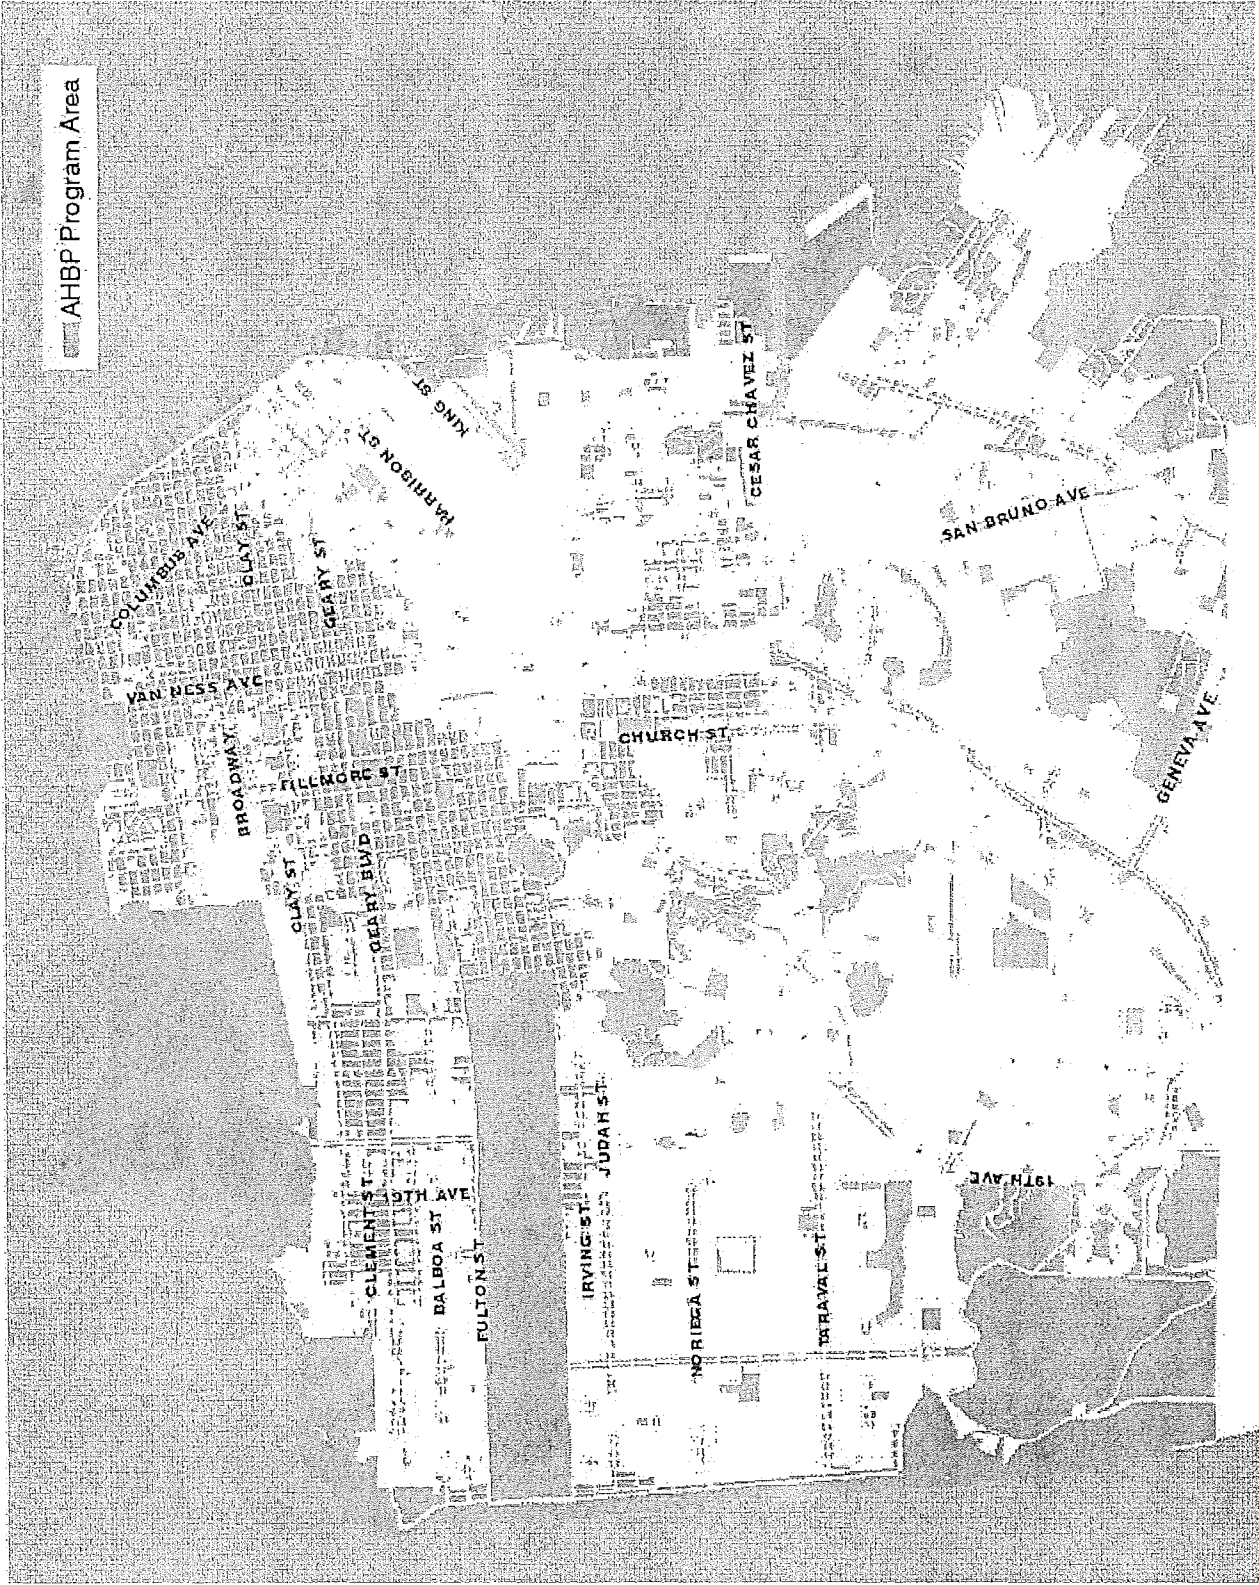 AHBP Program Area
COLUMBUS AVE
CLAY ST
GEARY ST
HARRISON ST
KING ST
VAN NESS AVE
BROADWAY
FILLMORE ST
CLAY ST
GEARY BLVD
CHURCH ST
CESAR CHAVEZ ST
SAN BRUNO AVE
GENEVA AVE
CLEMENT ST
19TH AVE
BALBOA ST
FULTON ST
IRVING ST
JUDAH ST
NORIEGA ST
TARAVAL ST
19TH AVE